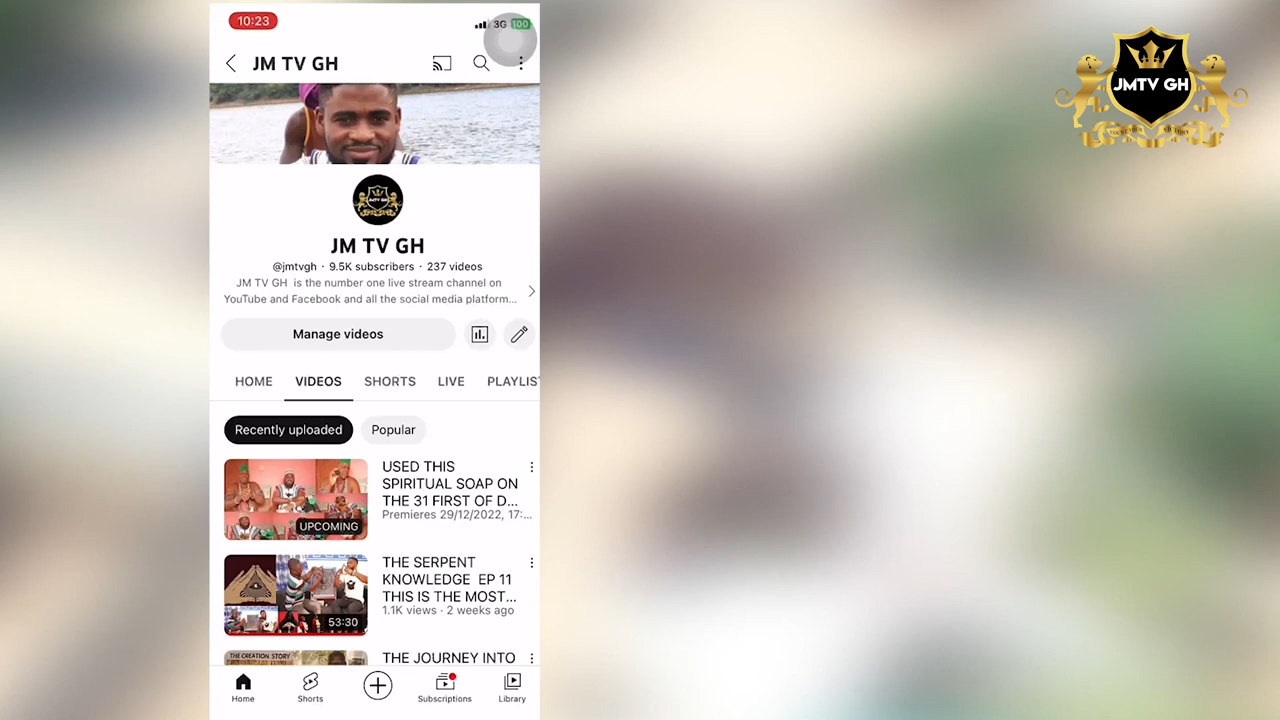 10:23
3G 100
JM TV GH
JMTV GH
JM TV GH
@jmtvgh · 9.5K subscribers · 237 videos
JM TV GH is the number one live stream channel on
YouTube and Facebook and all the social media platform...
Manage videos
HOME VIDEOS SHORTS LIVE PLAYLIS
Recently uploaded Popular
USED THIS
SPIRITUAL SOAP ON
THE 31 FIRST OF D...
Premieres 29/12/2022, 17:...
UPCOMING
THE SERPENT
KNOWLEDGE EP 11
THIS IS THE MOST...
1.1K views · 2 weeks ago
53:30
THE CREATION STORY
THE JOURNEY INTO
Home Shorts Subscriptions Library